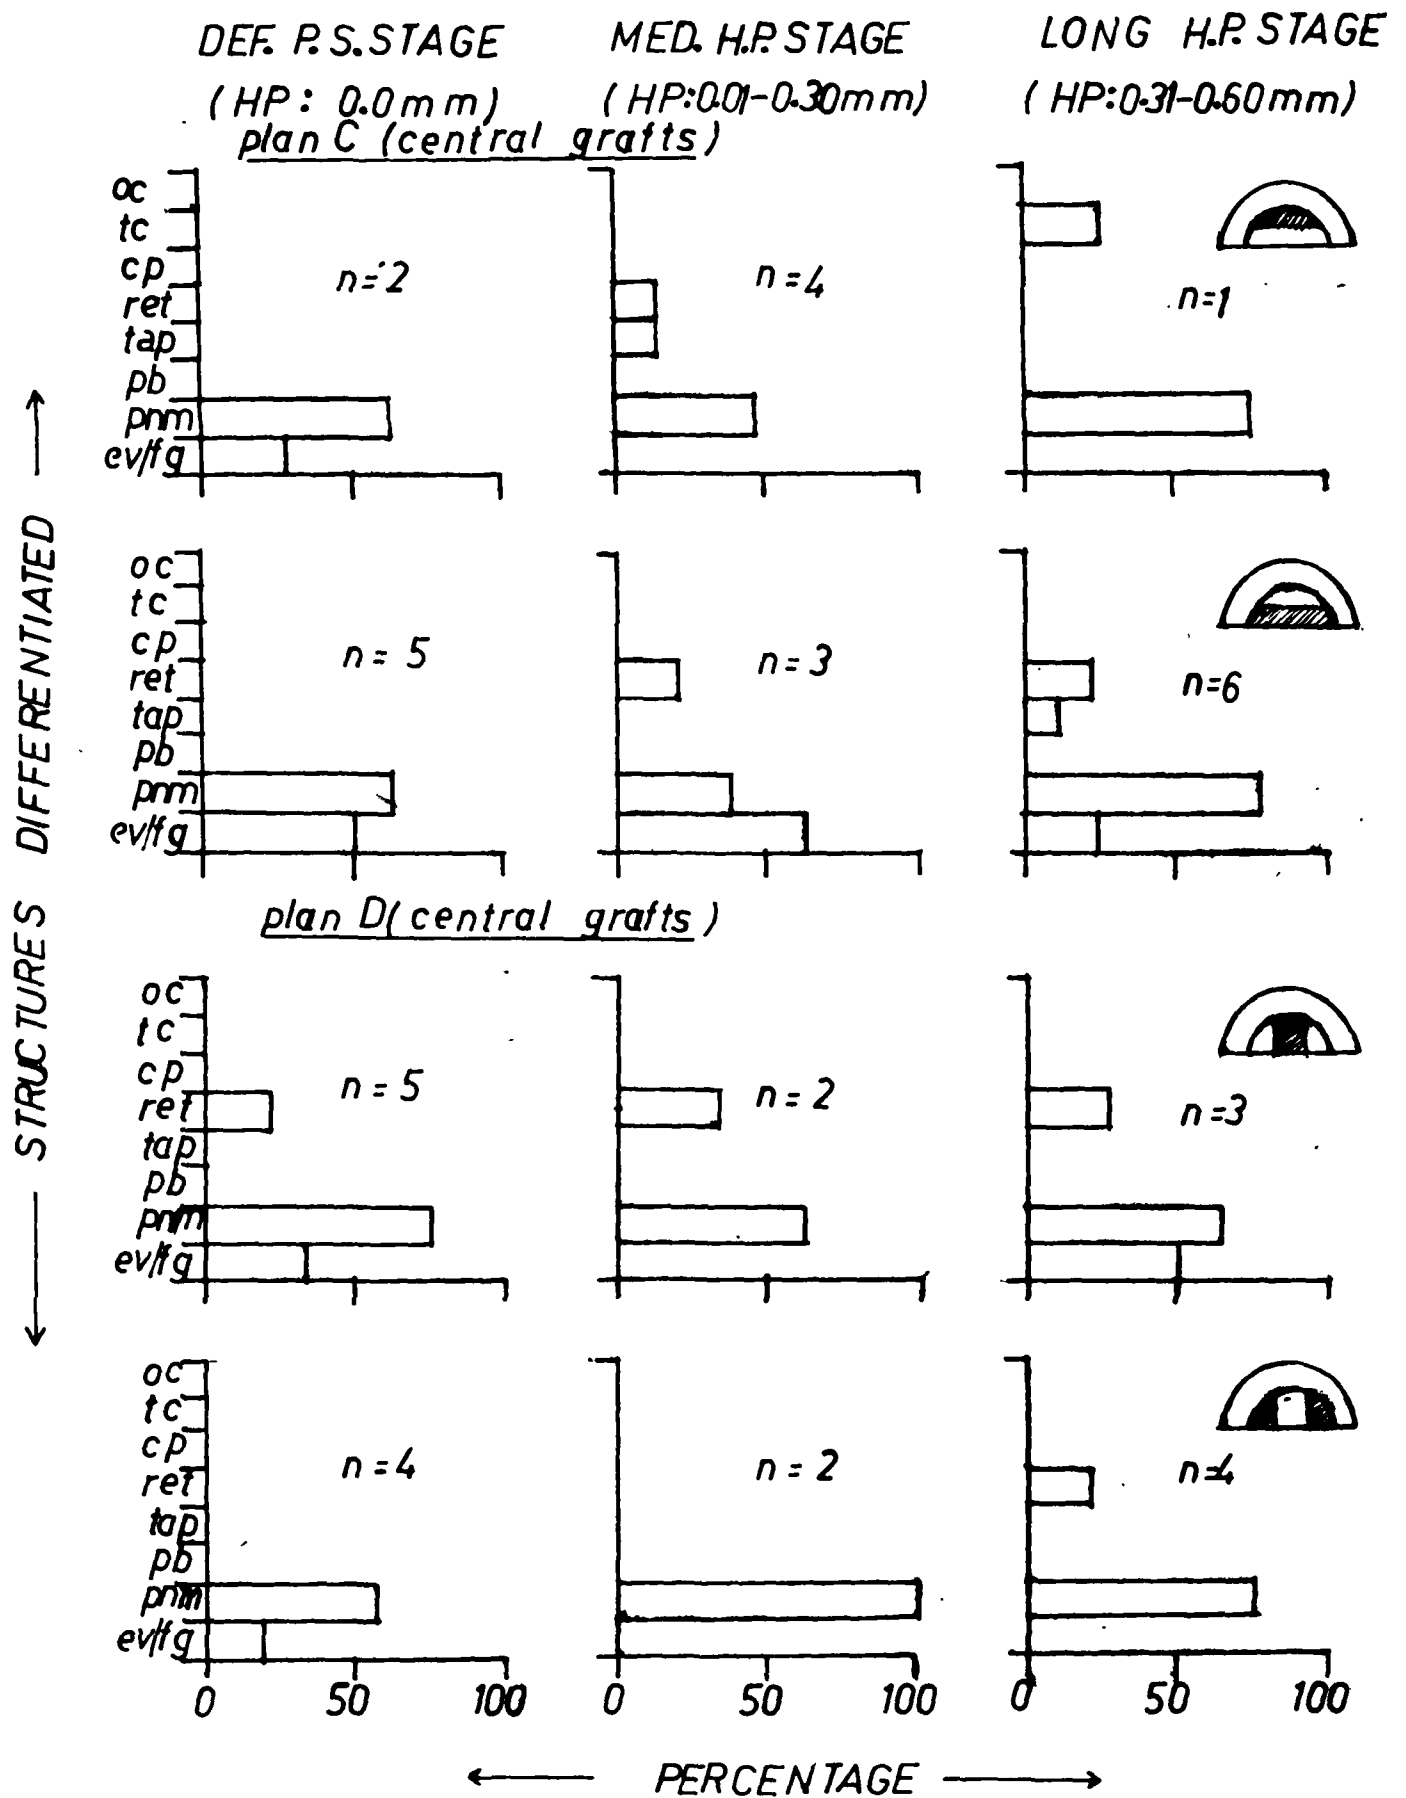 DEF. P.S. STAGE MED. H.P. STAGE LONG H.P. STAGE
(HP: 0.0mm) (HP:0.01-0.30mm) (HP:0.31-0.60mm)
plan C (central grafts)
oc
tc
cp
ret
tap
pb
pnm
ev/fg
n=2
n=4
n=1
oc
tc
cp
ret
tap
pb
pnm
ev/fg
n=5
n=3
n=6
plan D (central grafts)
oc
tc
cp
ret
tap
pb
pnm
ev/fg
n=5
n=2
n=3
oc
tc
cp
ret
tap
pb
pnm
ev/fg
n=4
n=2
n=4
0 50 100 0 50 100 0 50 100
← PERCENTAGE →
← STRUCTURES DIFFERENTIATED →